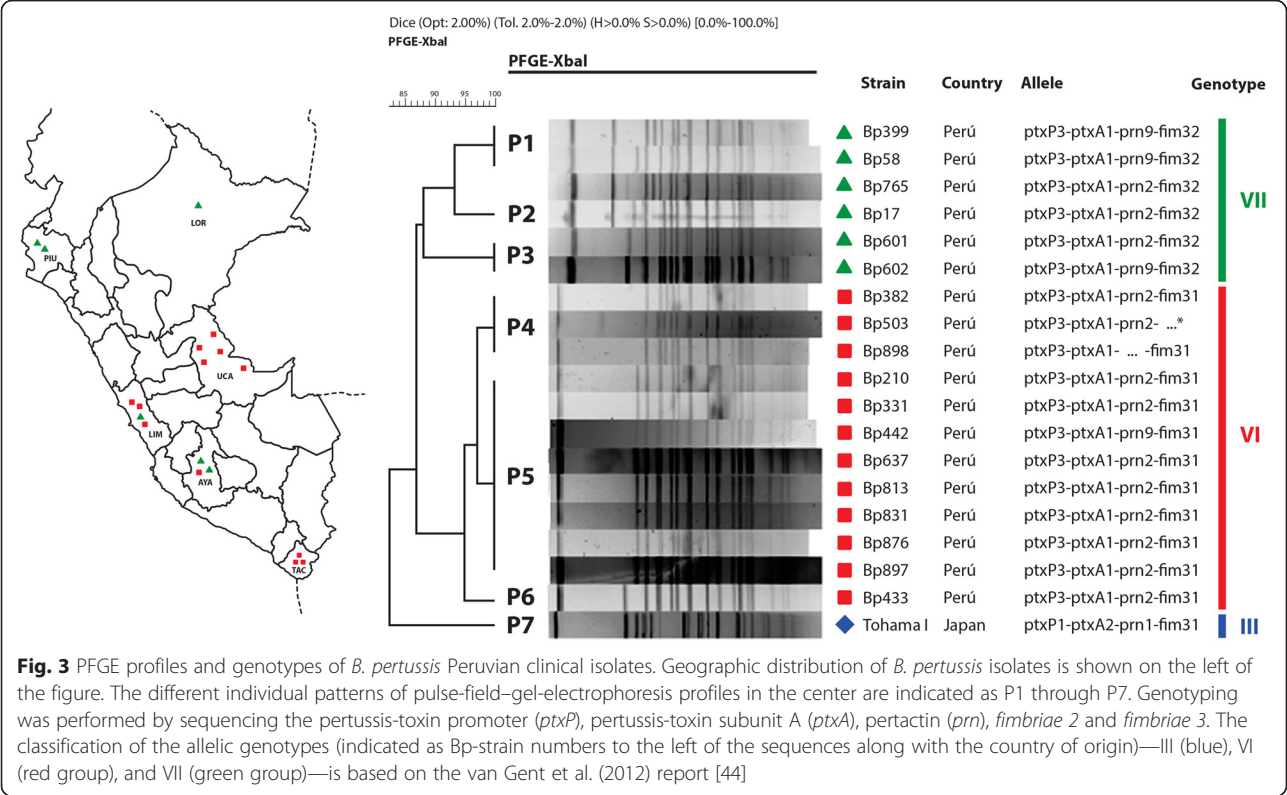 Dice (Opt: 2.00%) (Tol. 2.0%-2.0%) (H>0.0% S>0.0%) [0.0%-100.0%]
PFGE-XbaI
PFGE-XbaI
85 90 95 100
Strain Country Allele Genotype
P1
P2
P3
P4
P5
P6
P7
Bp399 Perú ptxP3-ptxA1-prn9-fim32
Bp58 Perú ptxP3-ptxA1-prn9-fim32
Bp765 Perú ptxP3-ptxA1-prn2-fim32
Bp17 Perú ptxP3-ptxA1-prn2-fim32
Bp601 Perú ptxP3-ptxA1-prn2-fim32
Bp602 Perú ptxP3-ptxA1-prn9-fim32
Bp382 Perú ptxP3-ptxA1-prn2-fim31
Bp503 Perú ptxP3-ptxA1-prn2- ...*
Bp898 Perú ptxP3-ptxA1- ... -fim31
Bp210 Perú ptxP3-ptxA1-prn2-fim31
Bp331 Perú ptxP3-ptxA1-prn2-fim31
Bp442 Perú ptxP3-ptxA1-prn9-fim31
Bp637 Perú ptxP3-ptxA1-prn2-fim31
Bp813 Perú ptxP3-ptxA1-prn2-fim31
Bp831 Perú ptxP3-ptxA1-prn2-fim31
Bp876 Perú ptxP3-ptxA1-prn2-fim31
Bp897 Perú ptxP3-ptxA1-prn2-fim31
Bp433 Perú ptxP3-ptxA1-prn2-fim31
Tohama I Japan ptxP1-ptxA2-prn1-fim31
VII
VI
III
LOR
PIU
UCA
LIM
AYA
TAC
Fig. 3 PFGE profiles and genotypes of B. pertussis Peruvian clinical isolates. Geographic distribution of B. pertussis isolates is shown on the left of
the figure. The different individual patterns of pulse-field–gel-electrophoresis profiles in the center are indicated as P1 through P7. Genotyping
was performed by sequencing the pertussis-toxin promoter (ptxP), pertussis-toxin subunit A (ptxA), pertactin (prn), fimbriae 2 and fimbriae 3. The
classification of the allelic genotypes (indicated as Bp-strain numbers to the left of the sequences along with the country of origin)—III (blue), VI
(red group), and VII (green group)—is based on the van Gent et al. (2012) report [44]